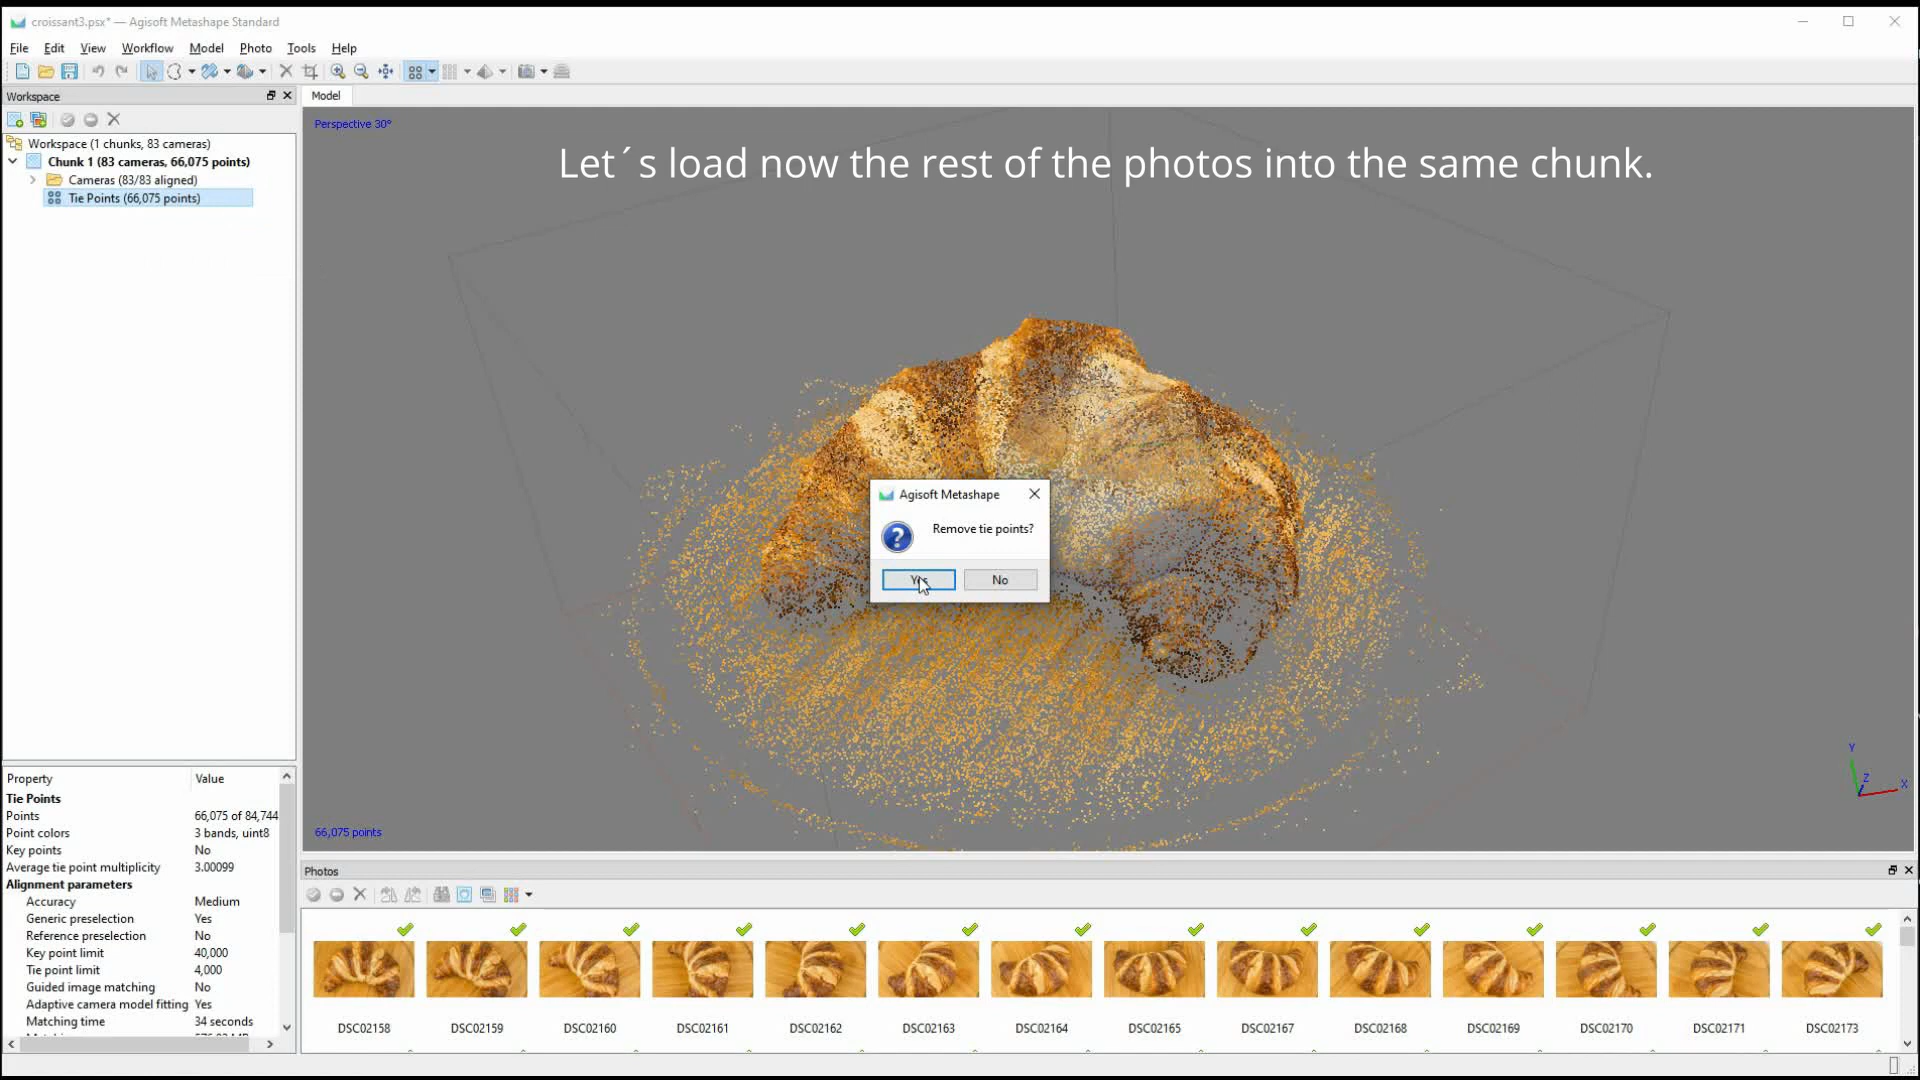 croissant3.psx* — Agisoft Metashape Standard
File Edit View Workflow Model Photo Tools Help
Workspace
Model
Workspace (1 chunks, 83 cameras)
Chunk 1 (83 cameras, 66,075 points)
Cameras (83/83 aligned)
Tie Points (66,075 points)
Perspective 30°
Let´s load now the rest of the photos into the same chunk.
Agisoft Metashape
Remove tie points?
No
Y
Z
X
66,075 points
Property Value
Tie Points
Points 66,075 of 84,744
Point colors 3 bands, uint8
Key points No
Average tie point multiplicity 3.00099
Alignment parameters
Accuracy Medium
Generic preselection Yes
Reference preselection No
Key point limit 40,000
Tie point limit 4,000
Guided image matching No
Adaptive camera model fitting Yes
Matching time 34 seconds
Photos
DSC02158 DSC02159 DSC02160 DSC02161 DSC02162 DSC02163 DSC02164 DSC02165 DSC02167 DSC02168 DSC02169 DSC02170 DSC02171 DSC02173